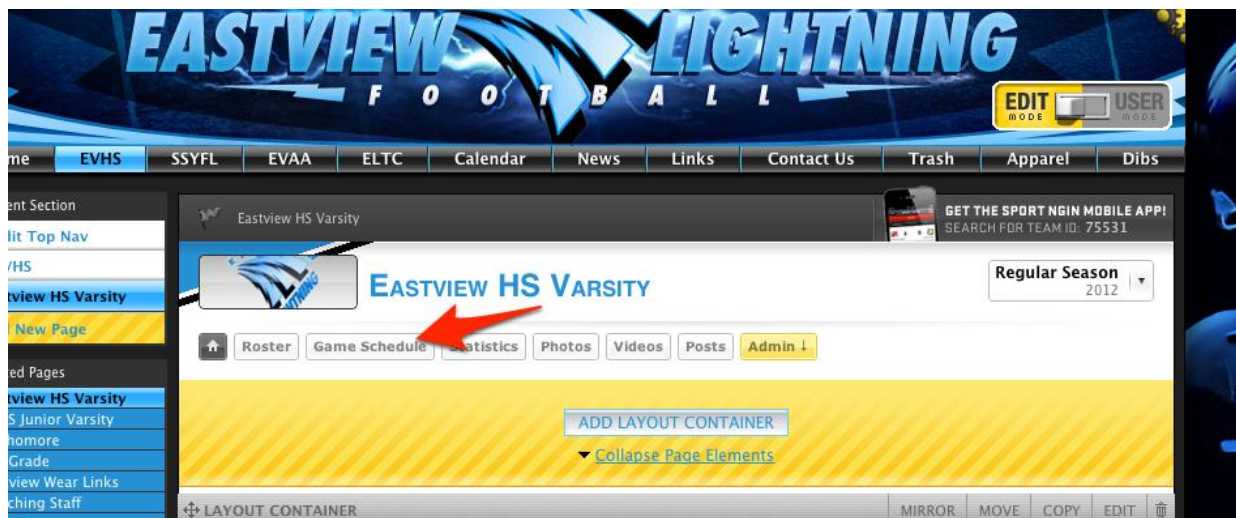 EASTVIEW LIGHTNING
FOOTBALL
EDIT MODE USER MODE
me EVHS SSYFL EVAA ELTC Calendar News Links Contact Us Trash Apparel Dibs
ent Section
dit Top Nav
HS
tview HS Varsity
New Page
ted Pages
tview HS Varsity
S Junior Varsity
homore
Grade
view Wear Links
ching Staff
Eastview HS Varsity
GET THE SPORT NGIN MOBILE APP!
SEARCH FOR TEAM ID: 75531
EASTVIEW HS VARSITY
Regular Season
2012
Roster Game Schedule Statistics Photos Videos Posts Admin ↓
ADD LAYOUT CONTAINER
Collapse Page Elements
LAYOUT CONTAINER MIRROR MOVE COPY EDIT